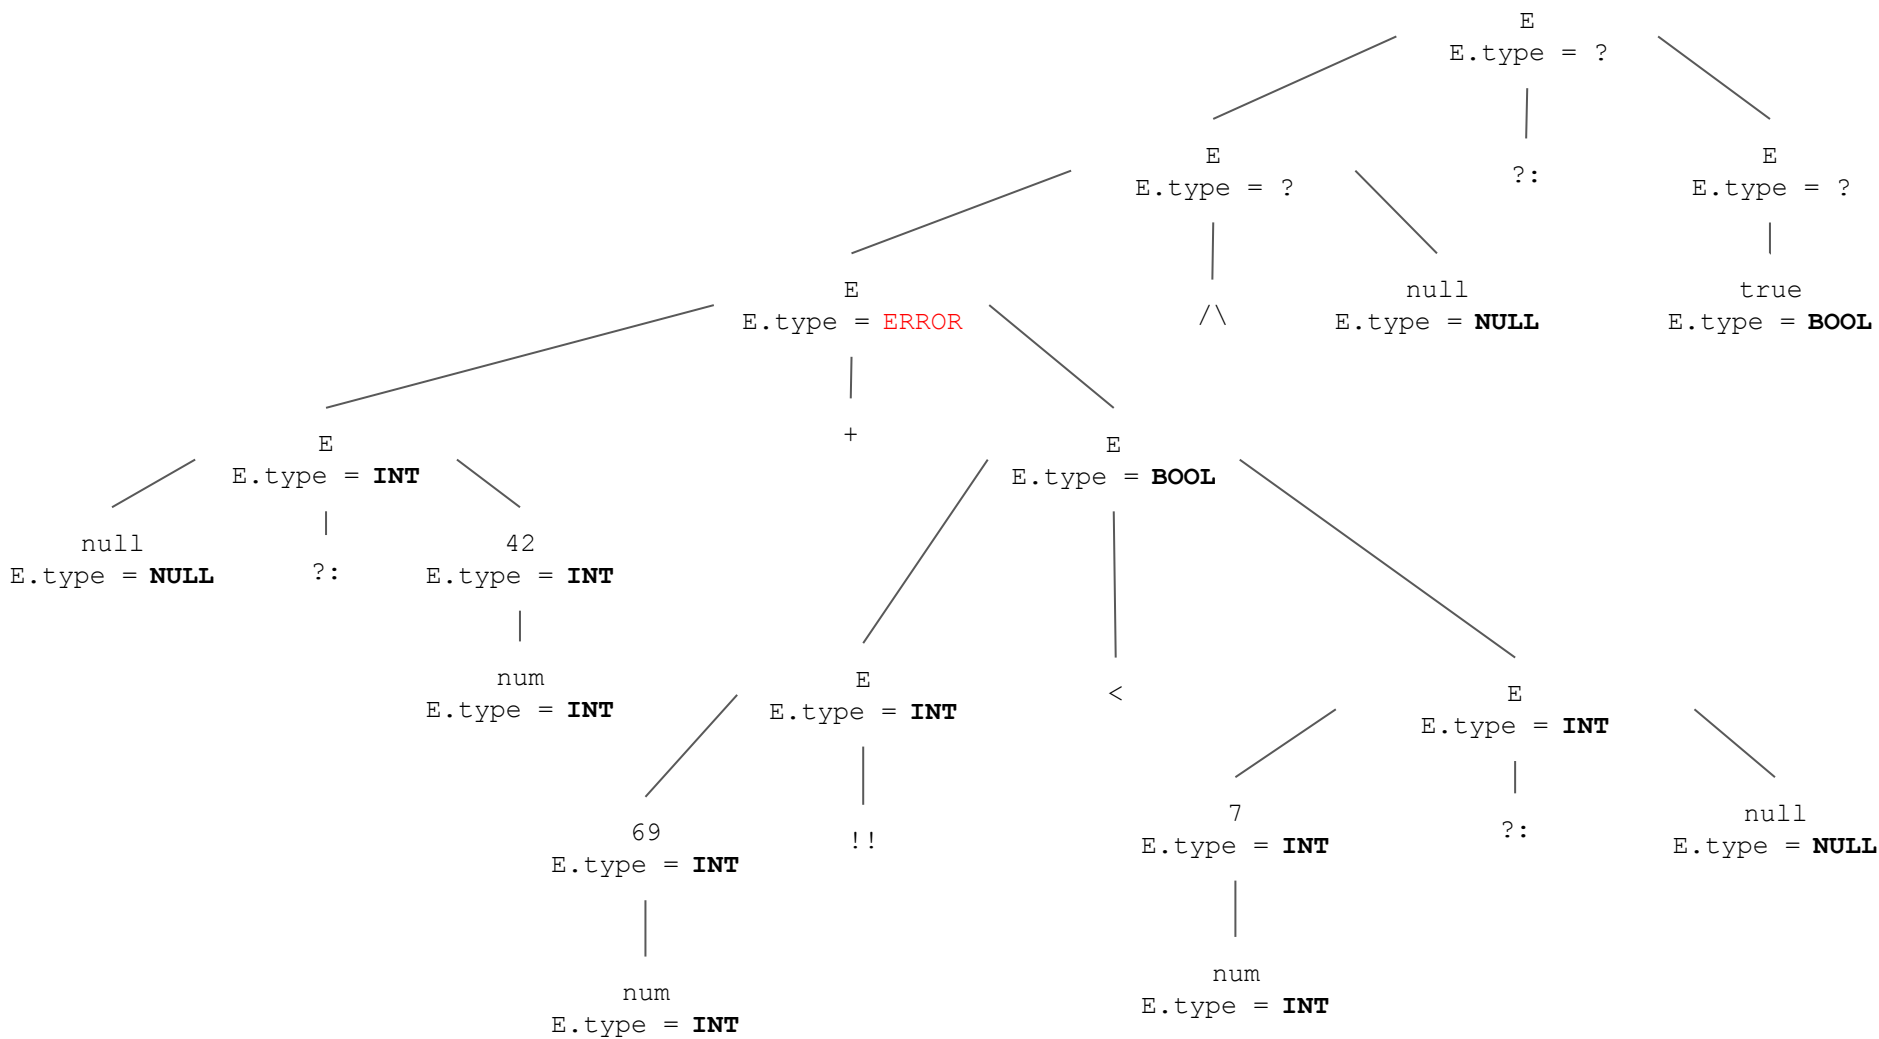 E
E.type = ?
E
E.type = ?
?:
E
E.type = ?
E
E.type = ERROR
/\
null
E.type = NULL
true
E.type = BOOL
E
E.type = INT
+
E
E.type = BOOL
null
E.type = NULL
?:
42
E.type = INT
num
E.type = INT
E
E.type = INT
<
E
E.type = INT
69
E.type = INT
!!
7
E.type = INT
?:
null
E.type = NULL
num
E.type = INT
num
E.type = INT